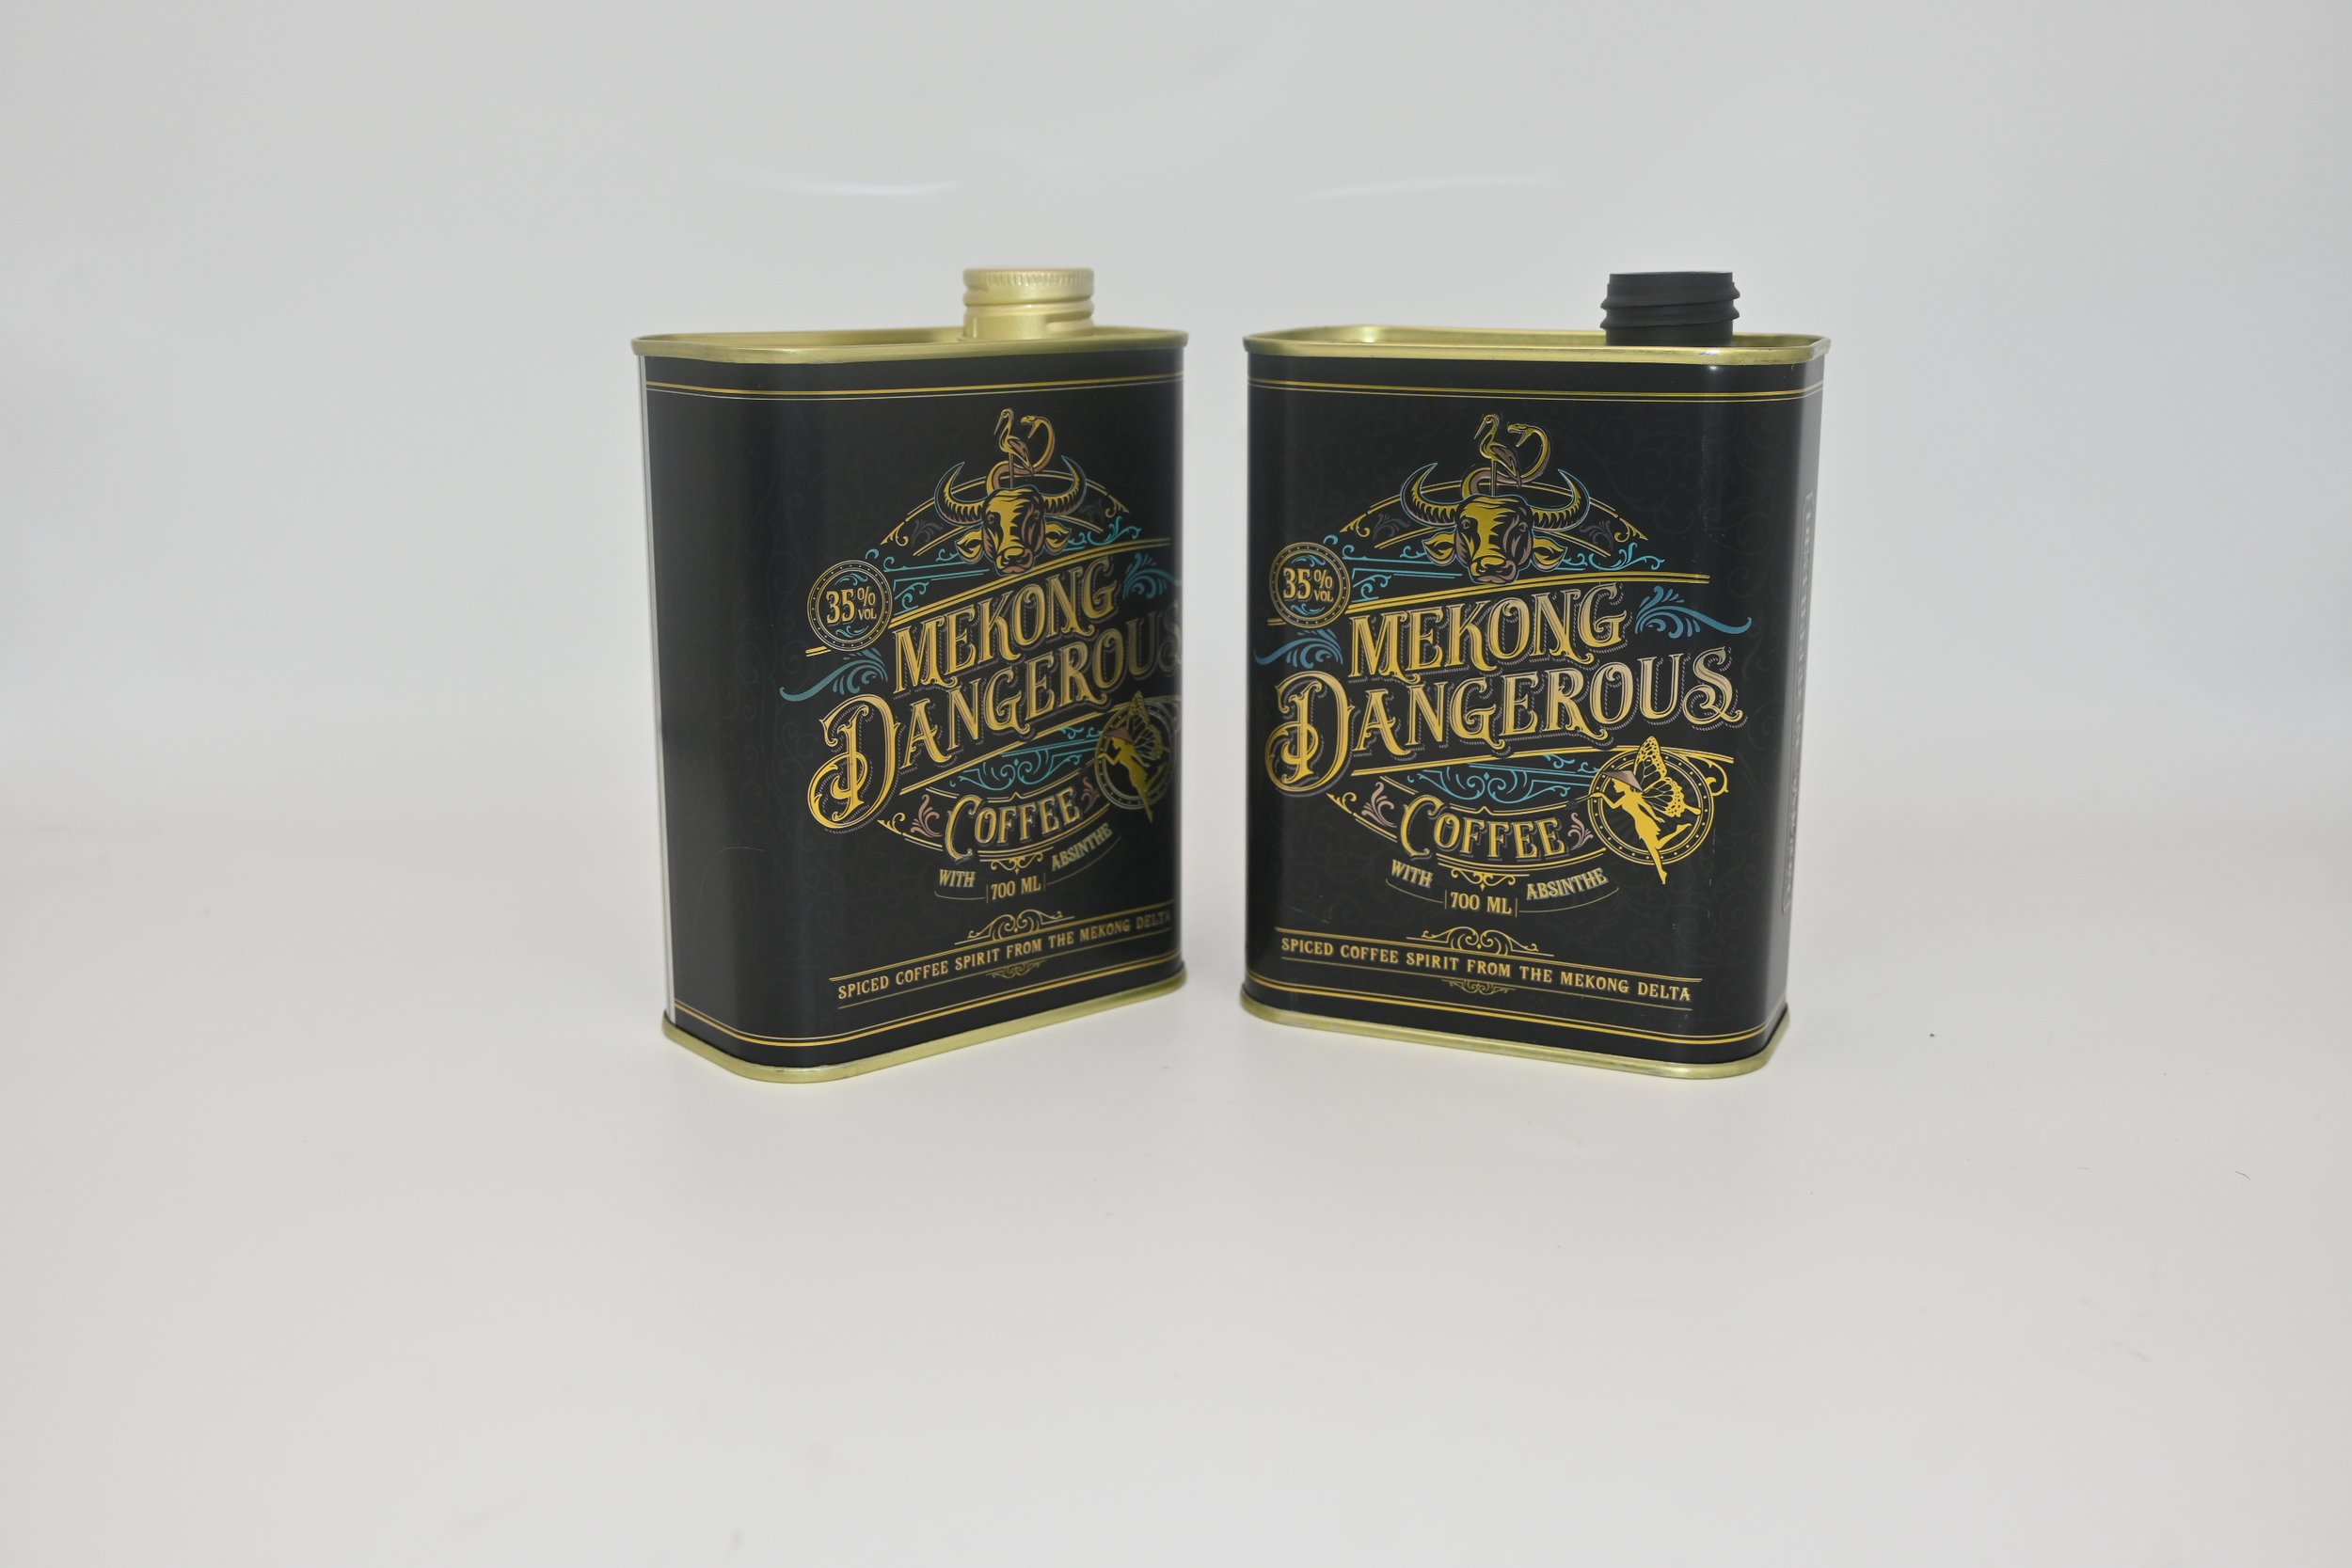 35% VOL
MEKONG
DANGEROUS
COFFEE
WITH 700 ML ABSINTHE
SPICED COFFEE SPIRIT FROM THE MEKONG DELTA
35% VOL
MEKONG
DANGEROUS
COFFEE
WITH 700 ML ABSINTHE
SPICED COFFEE SPIRIT FROM THE MEKONG DELTA